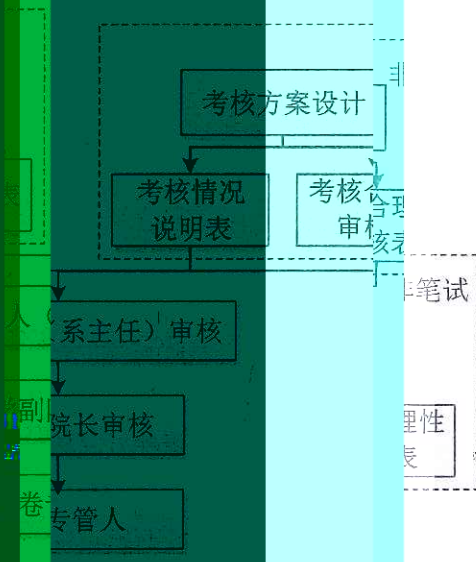 非
考核方案设计
考核情况
说明表
考核合理
审核表
非笔试
人（系主任）审核
理性
表
副院长审核
卷专管人